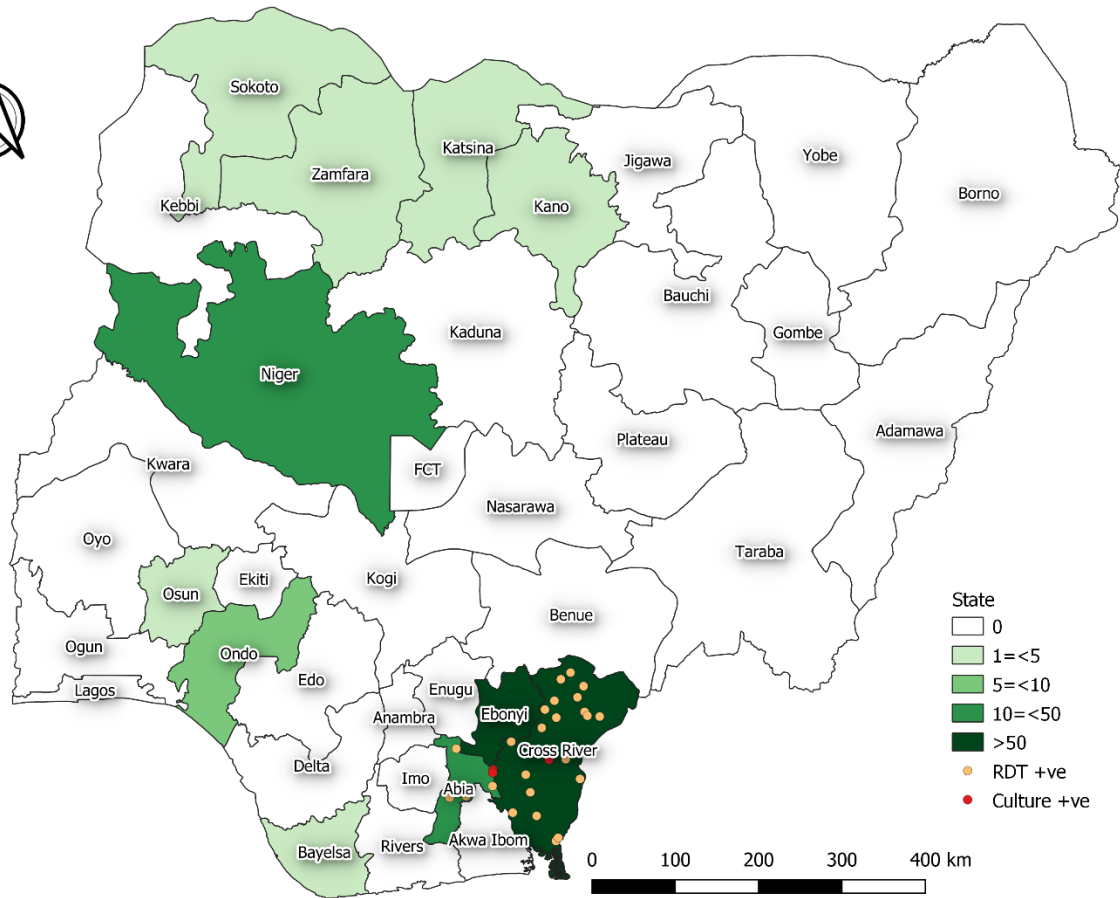 Sokoto
Katsina
Yobe
Jigawa
Zamfara
Borno
Kebbi
Kano
Bauchi
Kaduna
Gombe
Niger
Adamawa
Plateau
Kwara
FCT
Nasarawa
Oyo
Taraba
Ekiti
Kogi
Osun
Benue
Ogun
Ondo
Edo
Lagos
Enugu
Ebonyi
Anambra
Cross River
Delta
Imo
Abia
Bayelsa
Rivers
Akwa Ibom
State
0
1=<5
5=<10
10=<50
>50
RDT +ve
Culture +ve
0 100 200 300 400 km